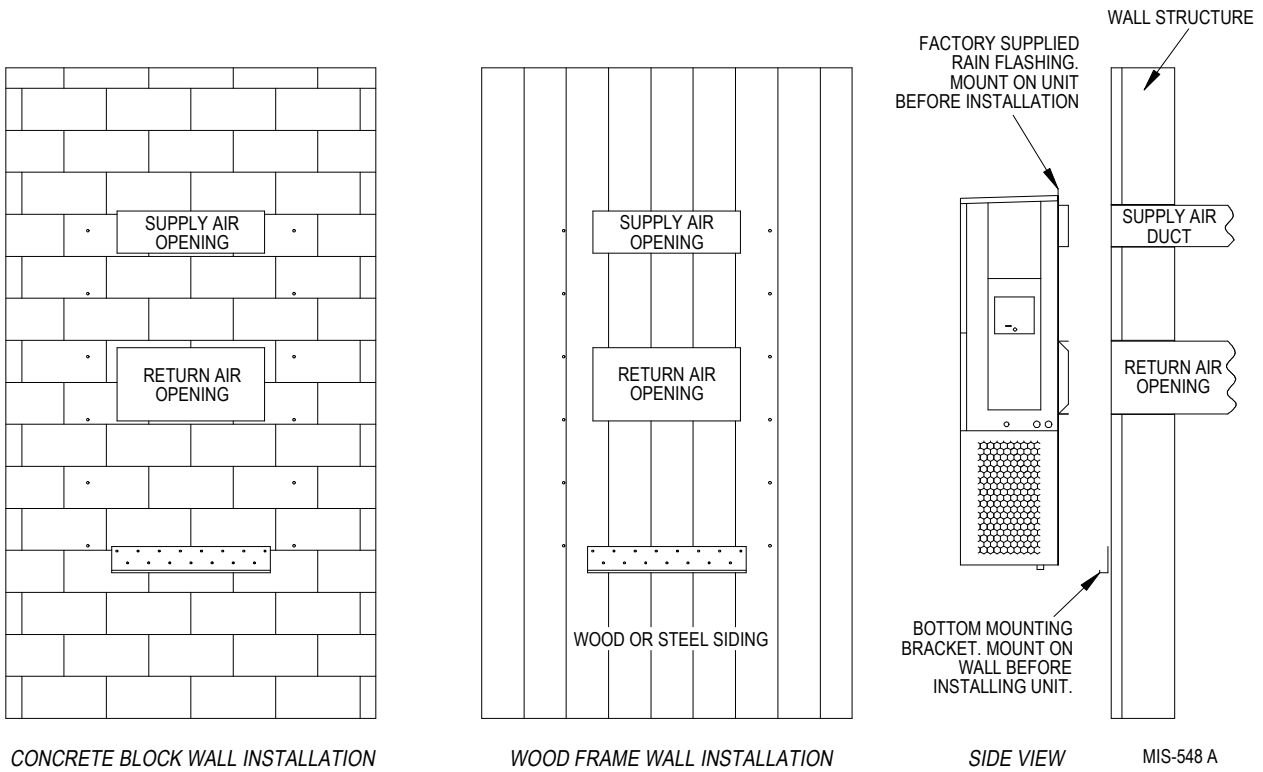 WALL STRUCTURE
FACTORY SUPPLIED
RAIN FLASHING.
MOUNT ON UNIT
BEFORE INSTALLATION
SUPPLY AIR
OPENING
SUPPLY AIR
OPENING
SUPPLY AIR
DUCT
RETURN AIR
OPENING
RETURN AIR
OPENING
RETURN AIR
OPENING
WOOD OR STEEL SIDING
BOTTOM MOUNTING
BRACKET. MOUNT ON
WALL BEFORE
INSTALLING UNIT.
CONCRETE BLOCK WALL INSTALLATION
WOOD FRAME WALL INSTALLATION
SIDE VIEW
MIS-548 A